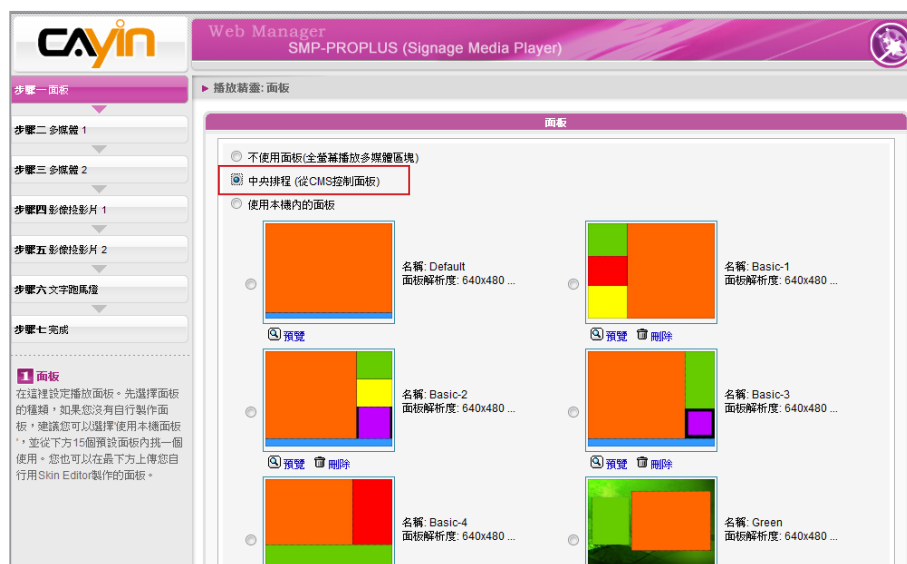 CAYIN
Web Manager
SMP-PROPLUS (Signage Media Player)
步驟一 面板
步驟二 多媒體 1
步驟三 多媒體 2
步驟四 影像投影片 1
步驟五 影像投影片 2
步驟六 文字跑馬燈
步驟七 完成
1 面板
在這裡設定播放面板。先選擇面板
的種類，如果您沒有自行製作面
板，建議您可以選擇'使用本機面板
'，並從下方15個預設面板內挑一個
使用。您也可以在最下方上傳您自
行用Skin Editor製作的面板。
播放精靈: 面板
面板
不使用面板(全螢幕播放多媒體區塊)
中央排程 (從CMS控制面板)
使用本機內的面板
名稱: Default
面板解析度: 640x480 ...
預覽
名稱: Basic-1
面板解析度: 640x480 ...
預覽 刪除
名稱: Basic-2
面板解析度: 640x480 ...
預覽 刪除
名稱: Basic-3
面板解析度: 640x480 ...
預覽 刪除
名稱: Basic-4
面板解析度: 640x480 ...
名稱: Green
面板解析度: 640x480 ...